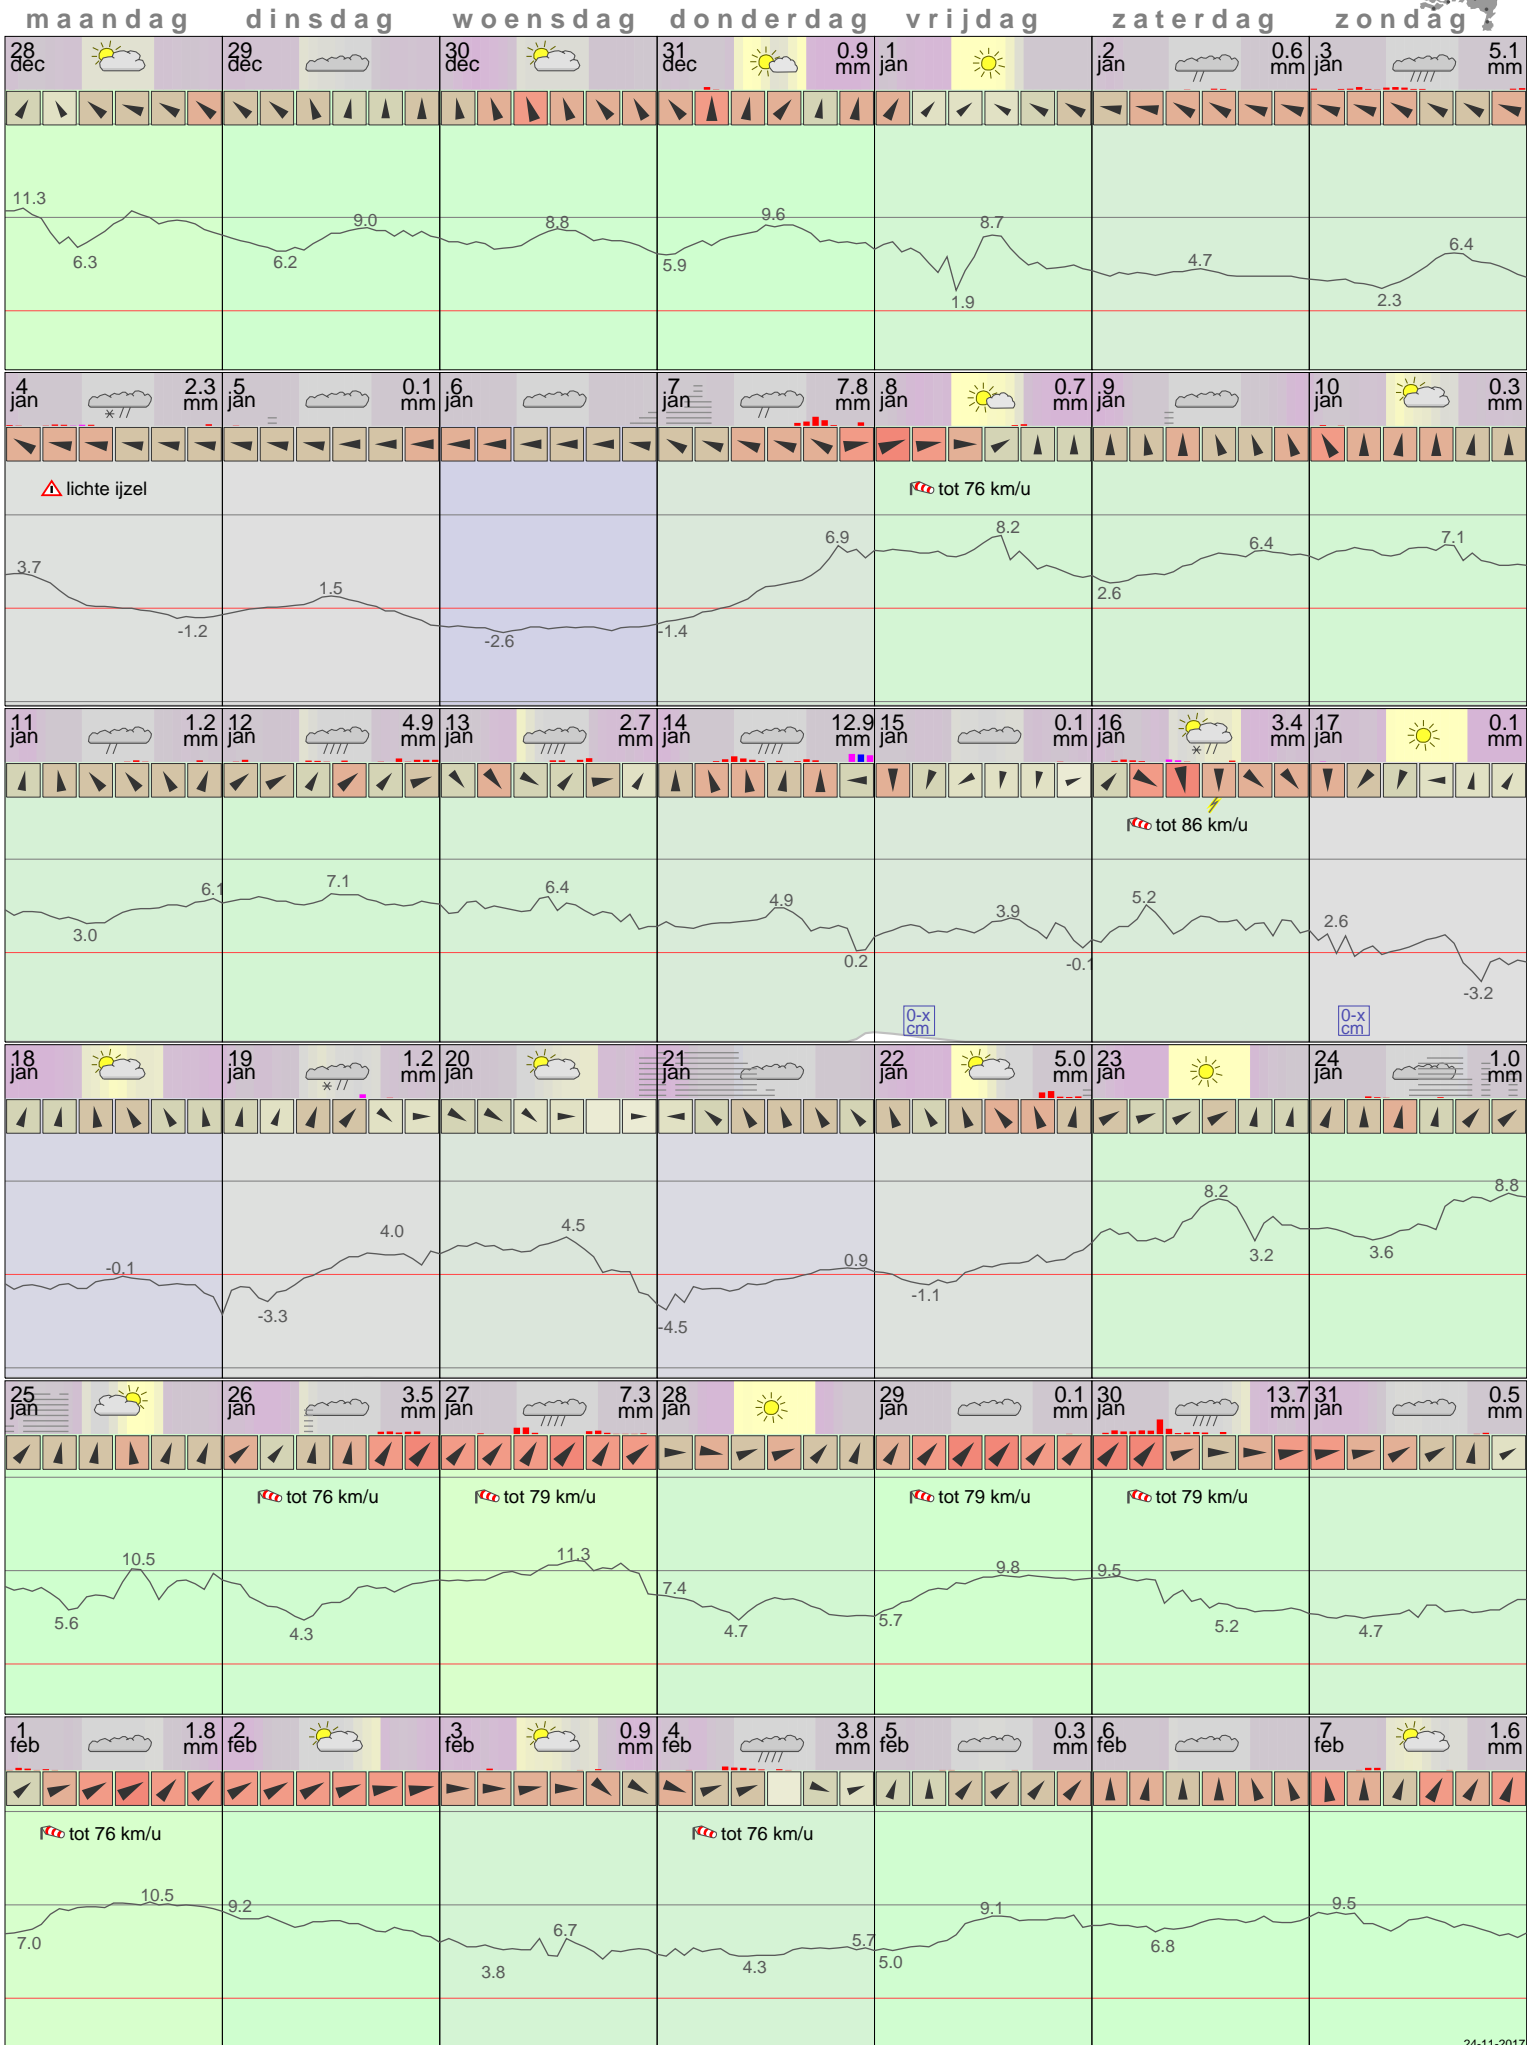 maandag dinsdag woensdag donderdag vrijdag zaterdag zondag
28 dec 29 dec 30 dec 31 dec 0.9 mm 1 jan 2 jan 0.6 mm 3 jan 5.1 mm
11.3 6.3 6.2 9.0 8.8 5.9 9.6 1.9 8.7 4.7 2.3 6.4
4 jan 2.3 mm 5 jan 0.1 mm 6 jan 7 jan 7.8 mm 8 jan 0.7 mm 9 jan 10 jan 0.3 mm
lichte ijzel tot 76 km/u
3.7 -1.2 1.5 -2.6 -1.4 6.9 8.2 2.6 6.4 7.1
11 jan 1.2 mm 12 jan 4.9 mm 13 jan 2.7 mm 14 jan 12.9 mm 15 jan 0.1 mm 16 jan 3.4 mm 17 jan 0.1 mm
tot 86 km/u
3.0 6.1 7.1 6.4 4.9 0.2 3.9 -0.1 5.2 2.6 -3.2
0-x cm 0-x cm
18 jan 19 jan 1.2 mm 20 jan 21 jan 22 jan 5.0 mm 23 jan 24 jan 1.0 mm
-0.1 -3.3 4.0 4.5 -4.5 0.9 -1.1 8.2 3.2 3.6 8.8
25 jan 26 jan 3.5 mm 27 jan 7.3 mm 28 jan 29 jan 0.1 mm 30 jan 13.7 mm 31 jan 0.5 mm
tot 76 km/u tot 79 km/u tot 79 km/u tot 79 km/u
5.6 10.5 4.3 11.3 7.4 4.7 5.7 9.8 9.5 5.2 4.7
1 feb 1.8 mm 2 feb 3 feb 0.9 mm 4 feb 3.8 mm 5 feb 0.3 mm 6 feb 7 feb 1.6 mm
tot 76 km/u tot 76 km/u
7.0 10.5 9.2 3.8 6.7 4.3 5.7 5.0 9.1 6.8 9.5
24-11-2017